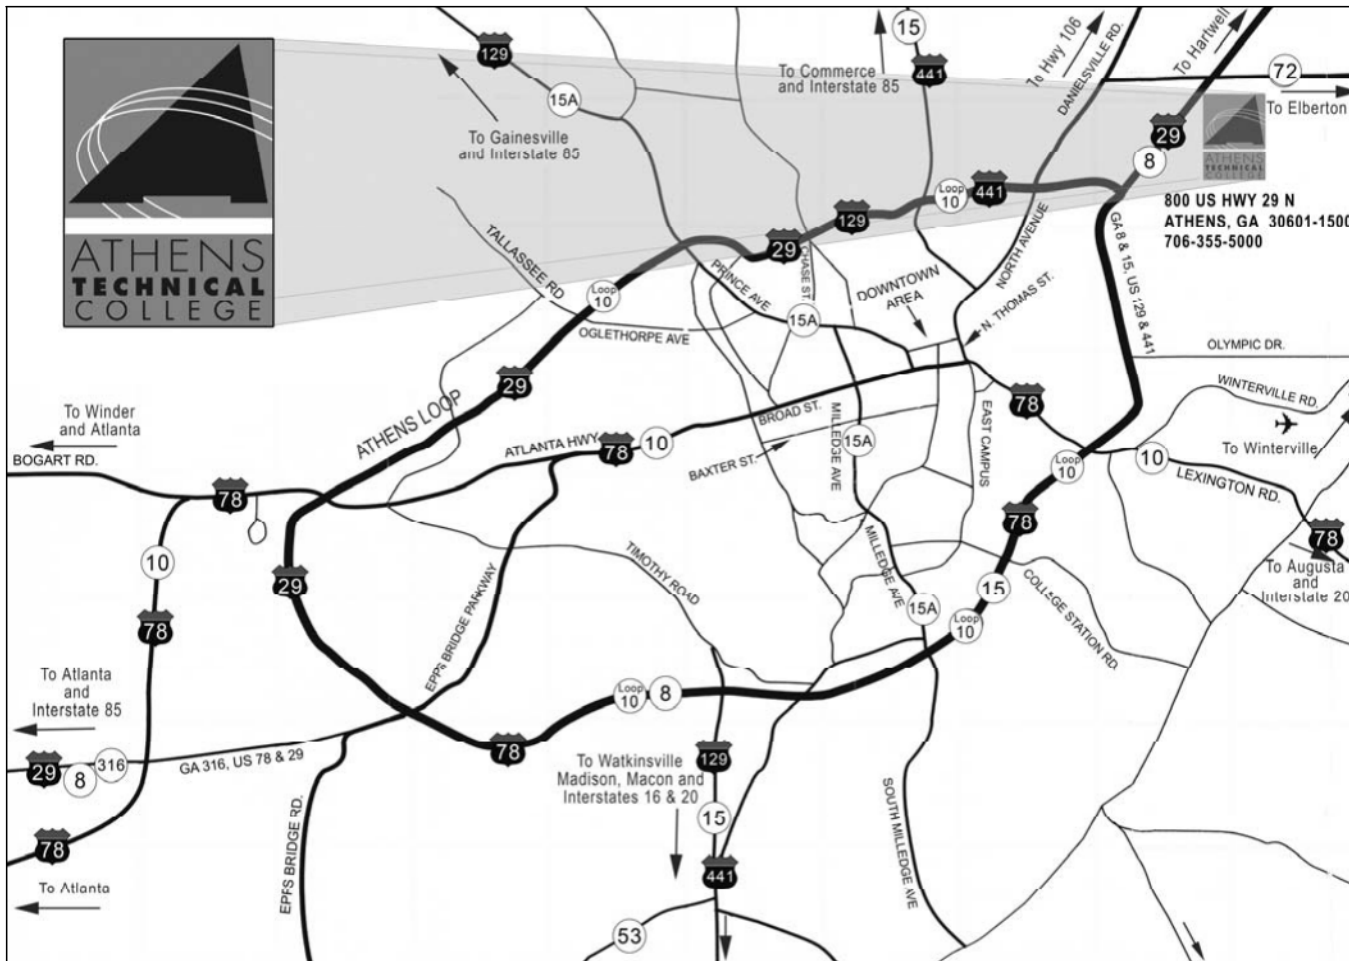 15
129
441
To Commerce
and Interstate 85
To Hwy 106
DANIELSVILLE RD.
To Hartwell
72
To Elberton
15A
To Gainesville
and Interstate 85
29
8
ATHENS
TECHNICAL
COLLEGE
ATHENS
TECHNICAL
COLLEGE
800 US HWY 29 N
ATHENS, GA 30601-1500
706-355-5000
Loop
10
441
129
29
TALLASSEE RD
PRINCE AVE
CHASE ST.
DOWNTOWN
AREA
NORTH AVENUE
N. THOMAS ST.
GA 8 & 15, US 129 & 441
Loop
10
15A
OGLETHORPE AVE
OLYMPIC DR.
29
WINTERVILLE RD.
To Winterville
78
ATHENS LOOP
To Winder
and Atlanta
BOGART RD.
ATLANTA HWY
78
10
BROAD ST.
BAXTER ST.
MILLEDGE AVE
15A
EAST CAMPUS
Loop
10
10
LEXINGTON RD.
78
78
78
To Augusta
and
Interstate 20
10
29
78
EPPS BRIDGE PARKWAY
TIMOTHY ROAD
MILLEDGE AVE
15A
15
Loop
10
COLLEGE STATION RD.
To Atlanta
and
Interstate 85
Loop
10
8
29
8
316
GA 316, US 78 & 29
78
129
To Watkinsville
Madison, Macon and
Interstates 16 & 20
15
SOUTH MILLEDGE AVE
78
To Atlanta
EPPS BRIDGE RD.
441
53